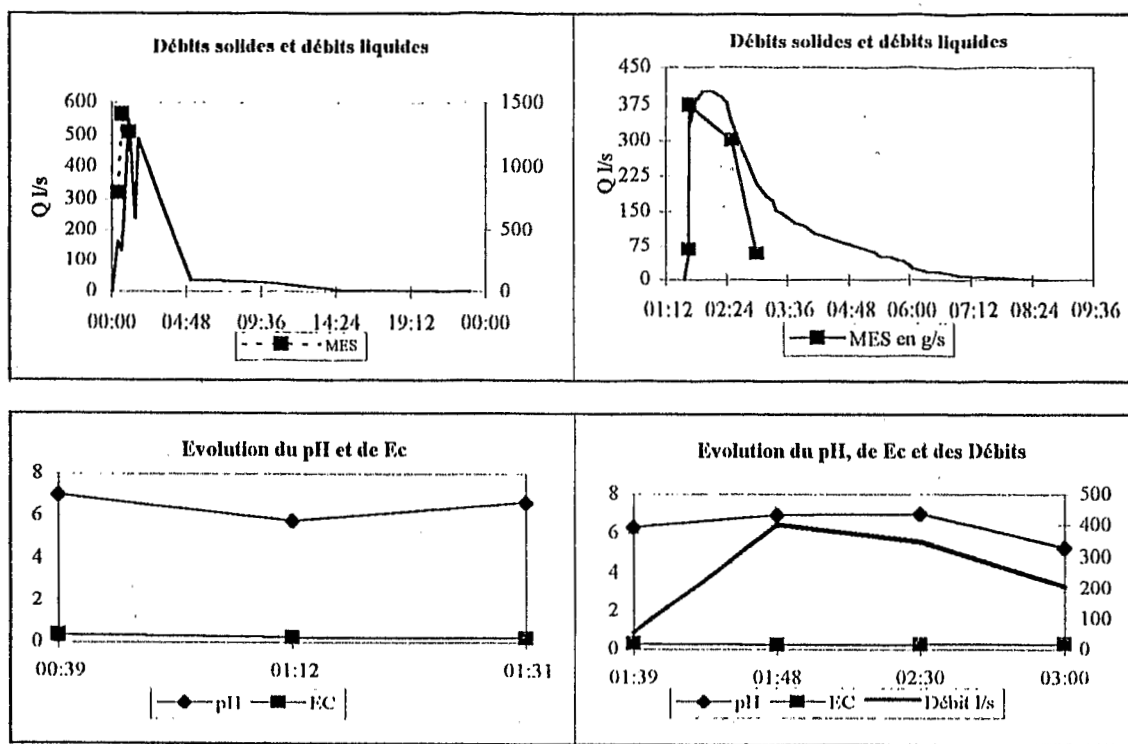 Débits solides et débits liquides
600
500
400
300
200
100
0
Q l/s
1500
1000
500
0
00:00 04:48 09:36 14:24 19:12 00:00
MES
Débits solides et débits liquides
450
375
300
225
150
75
0
Q l/s
01:12 02:24 03:36 04:48 06:00 07:12 08:24 09:36
MES en g/s
Evolution du pH et de Ec
8
6
4
2
0
00:39 01:12 01:31
pH EC
Evolution du pH, de Ec et des Débits
8
6
4
2
0
500
400
300
200
100
0
01:39 01:48 02:30 03:00
pH EC Débit l/s